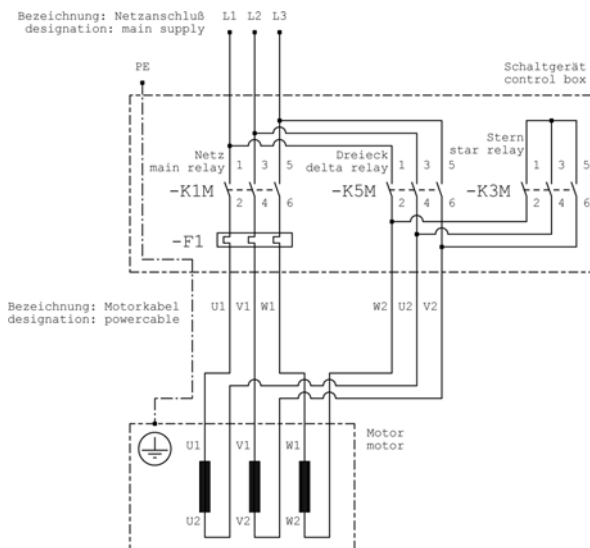 Bezeichnung: Netzanschluß L1 L2 L3
designation: main supply
PE
Schaltgerät
control box
Netz
main relay 1 3 5
Dreieck
delta relay 1 3 5
Stern
star relay 1 3 5
-K1M 2 4 6
-K5M 2 4 6
-K3M 2 4 6
-F1
Bezeichnung: Motorkabel
designation: powercable
U1 V1 W1 W2 U2 V2
Motor
motor
U1 V1 W1
U2 V2 W2